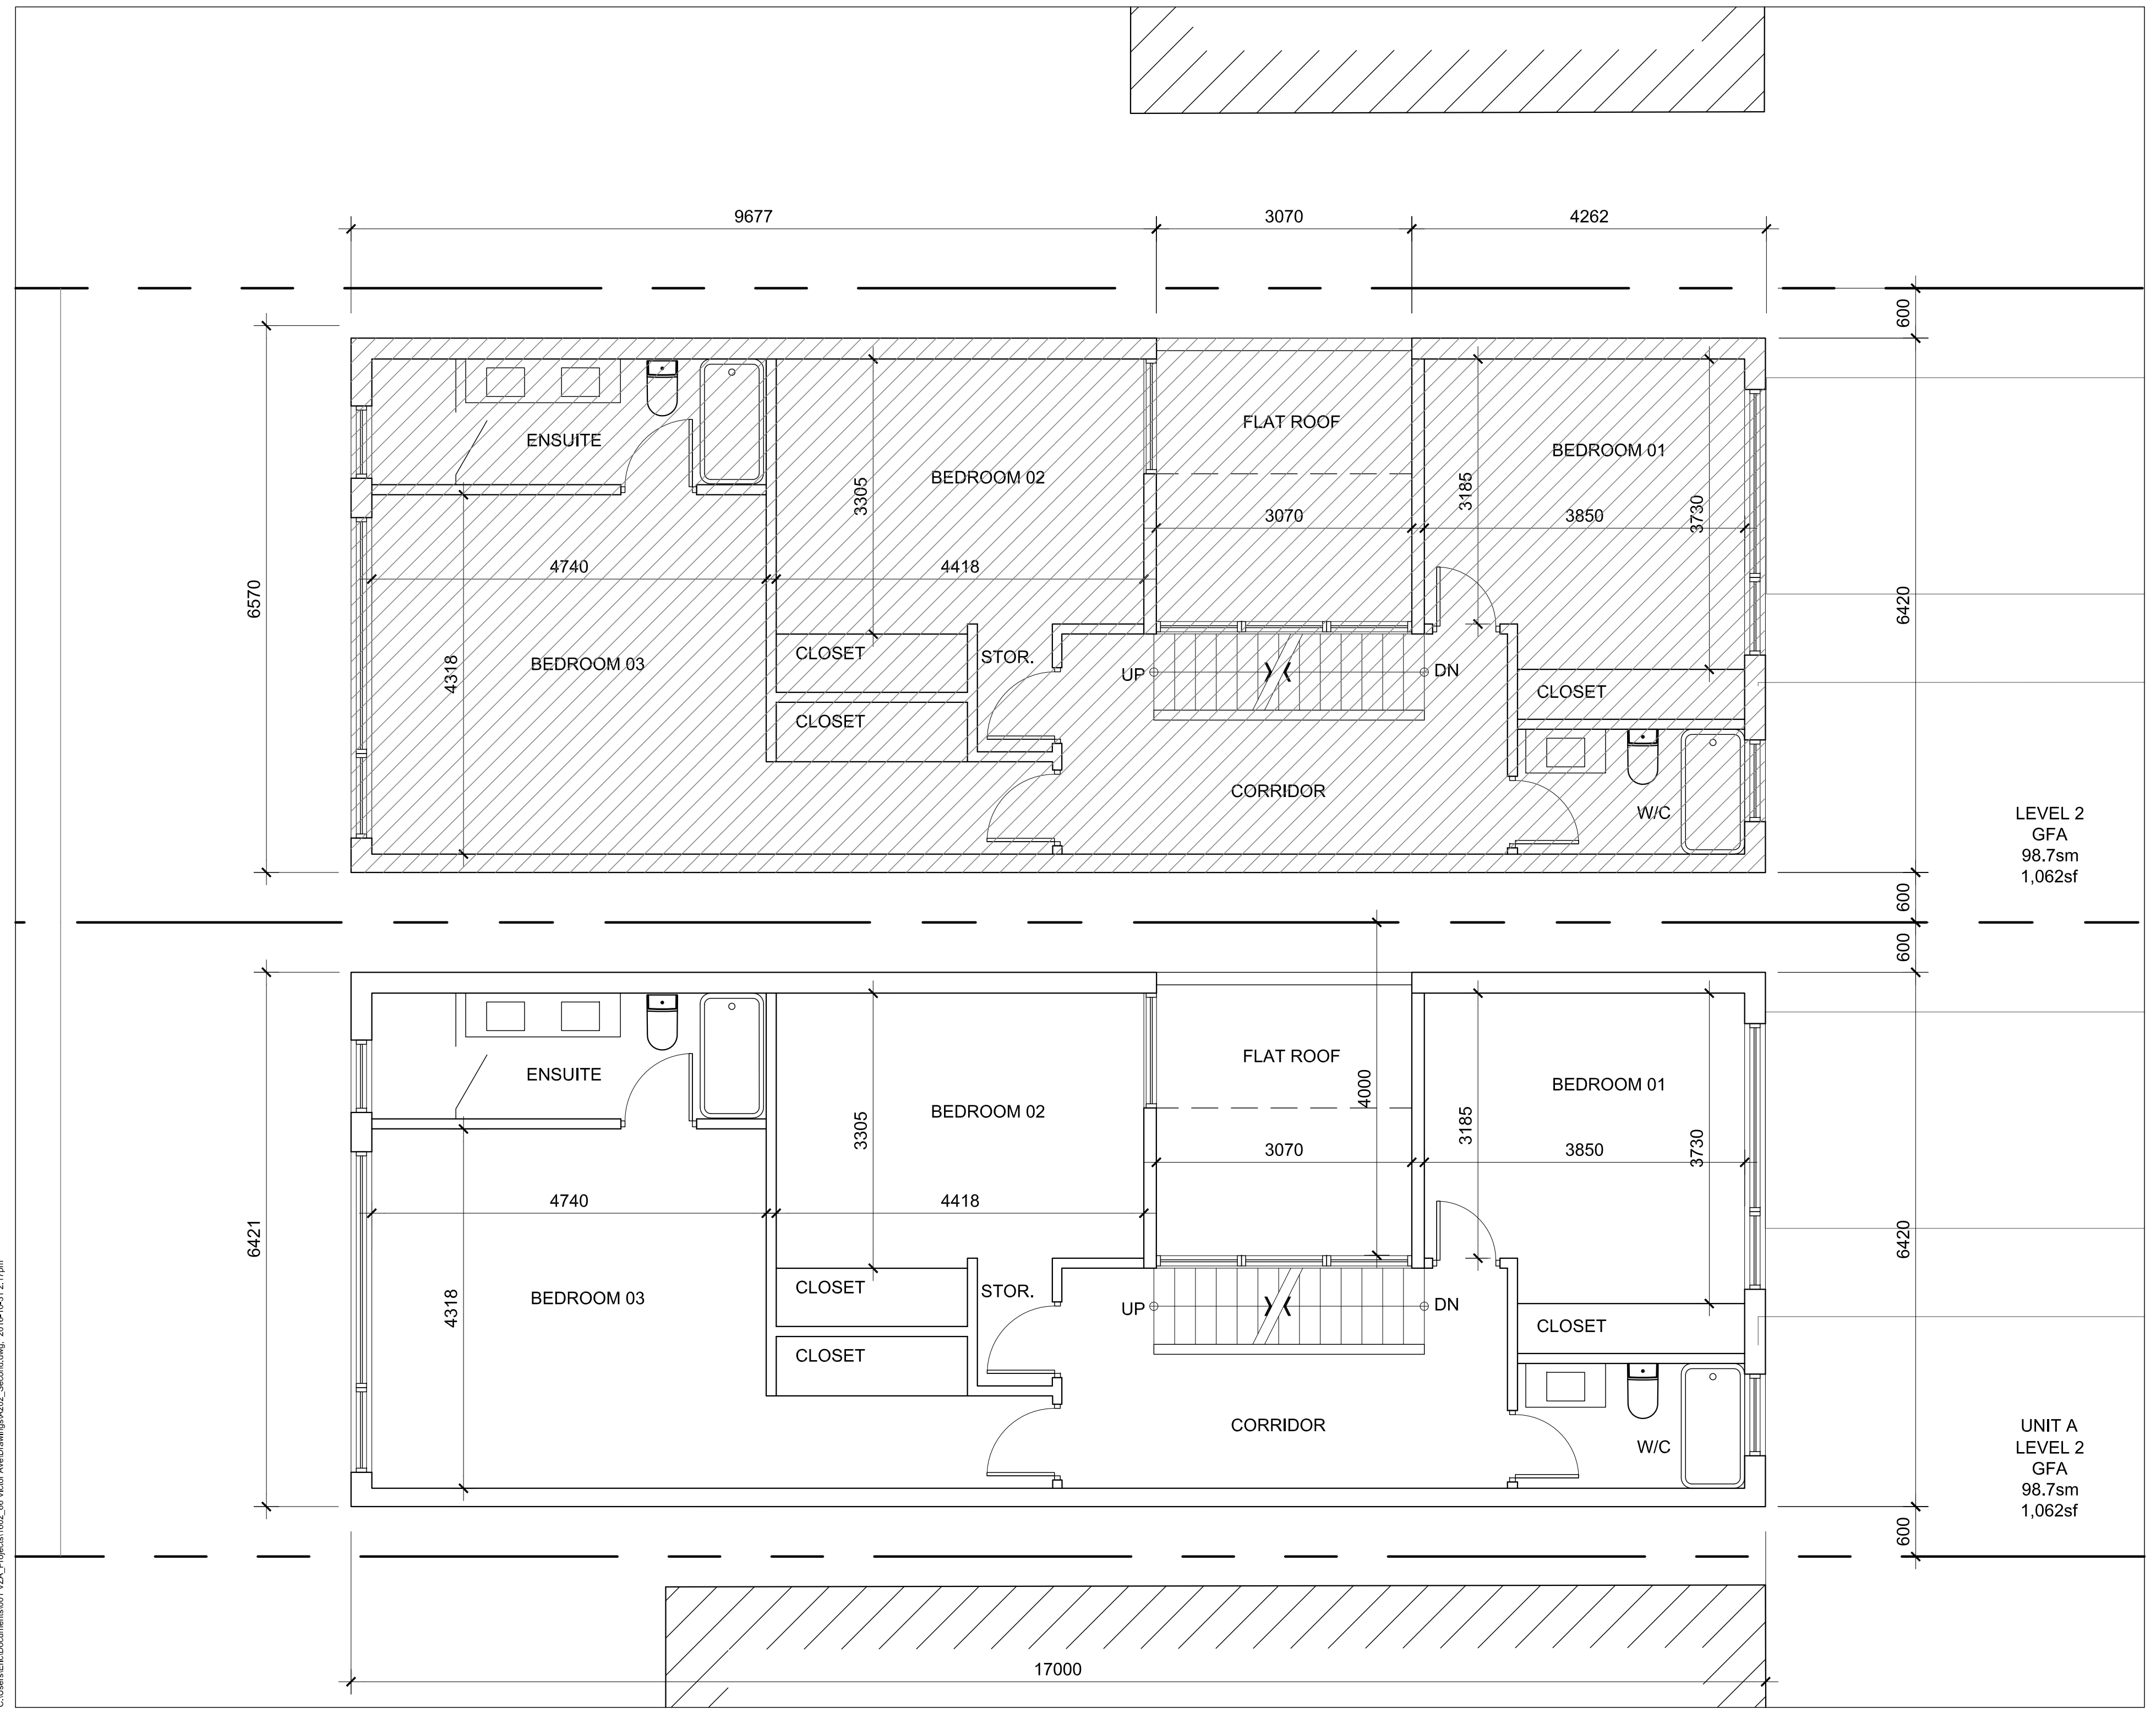 9677
3070
4262
600
ENSUITE
BEDROOM 02
FLAT ROOF
BEDROOM 01
3305
3185
3730
3070
3850
4740
4418
6570
6420
4318
BEDROOM 03
CLOSET
STOR.
UP
DN
CLOSET
CLOSET
CORRIDOR
W/C
LEVEL 2
GFA
98.7sm
1,062sf
600
600
ENSUITE
BEDROOM 02
FLAT ROOF
BEDROOM 01
4000
3305
3185
3730
3070
3850
4740
4418
6421
6420
4318
BEDROOM 03
CLOSET
STOR.
UP
DN
CLOSET
CLOSET
CORRIDOR
W/C
UNIT A
LEVEL 2
GFA
98.7sm
1,062sf
600
17000